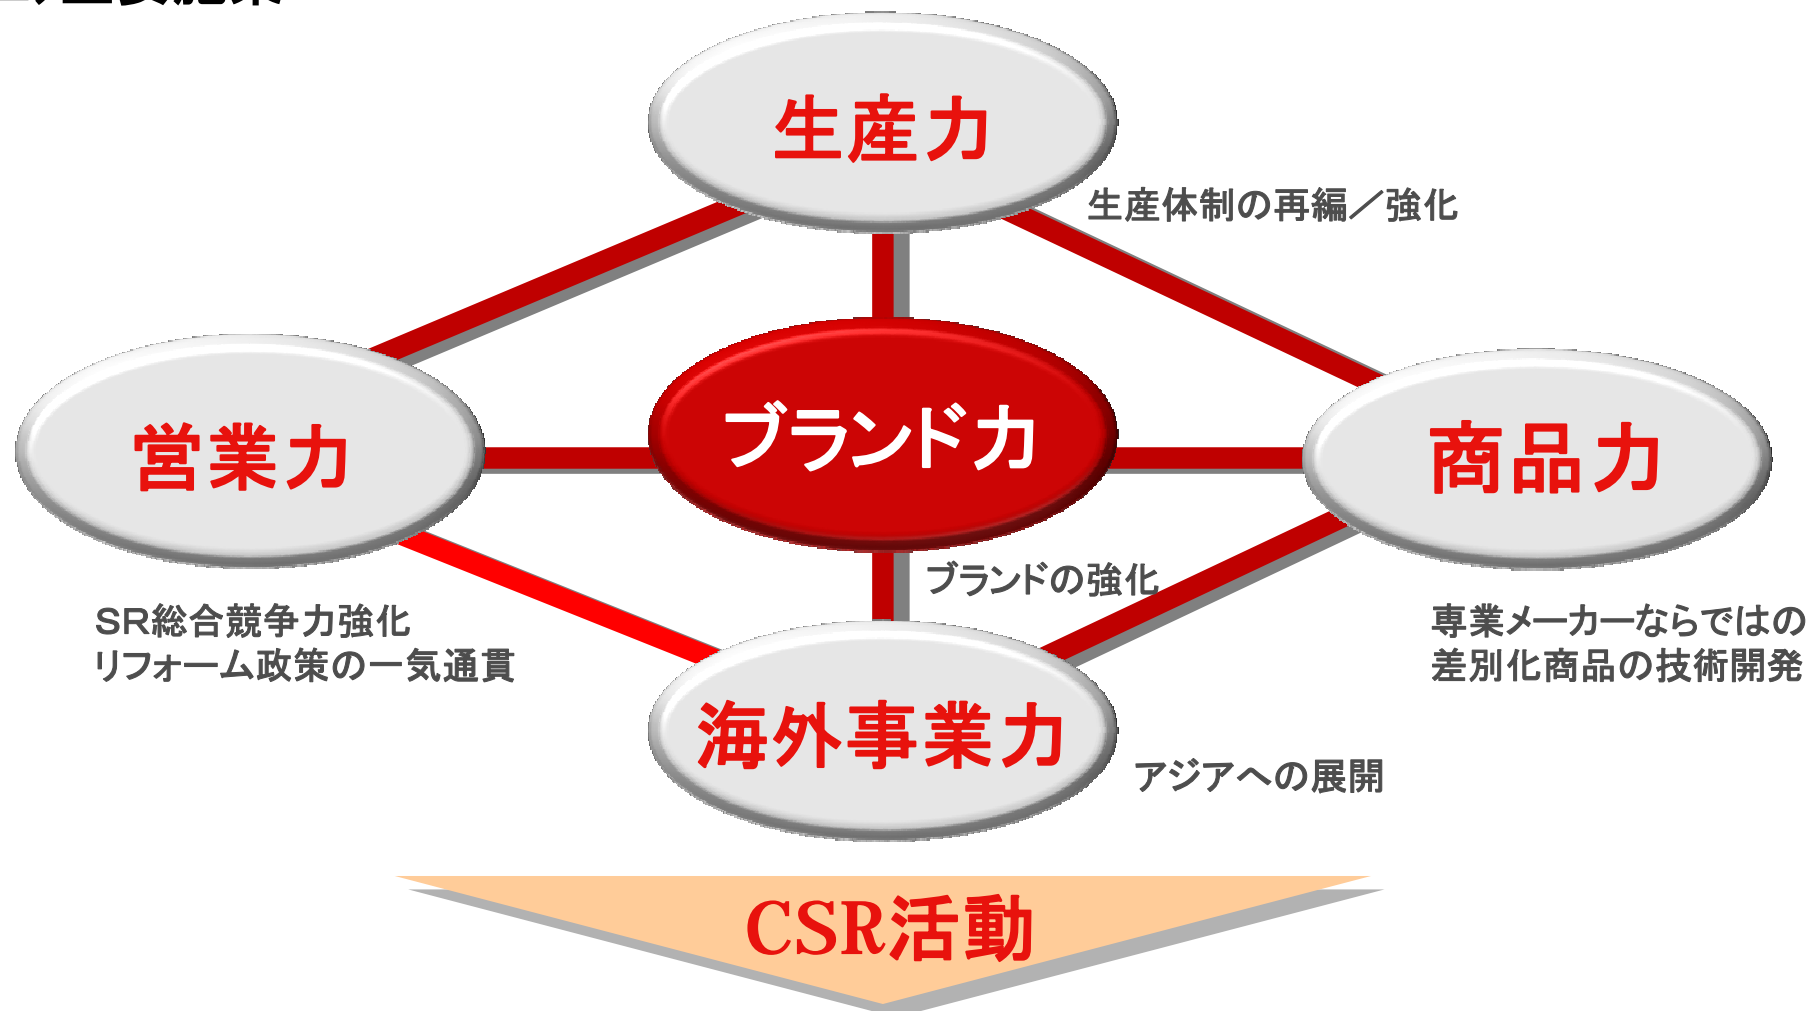 生産力
生産体制の再編／強化
ブランド力
営業力
商品力
ブランドの強化
SR総合競争力強化
リフォーム政策の一気通貫
専業メーカーならではの
差別化商品の技術開発
海外事業力
アジアへの展開
CSR活動